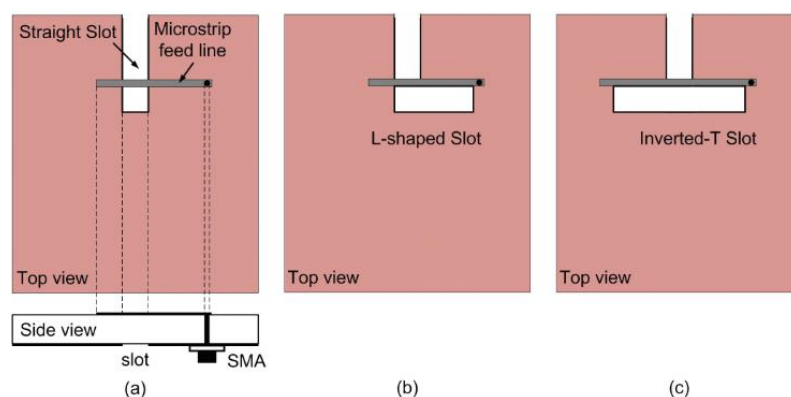 Straight Slot
Microstrip
feed line
Top view
Side view
slot
SMA
(a)
L-shaped Slot
Top view
(b)
Inverted-T Slot
Top view
(c)